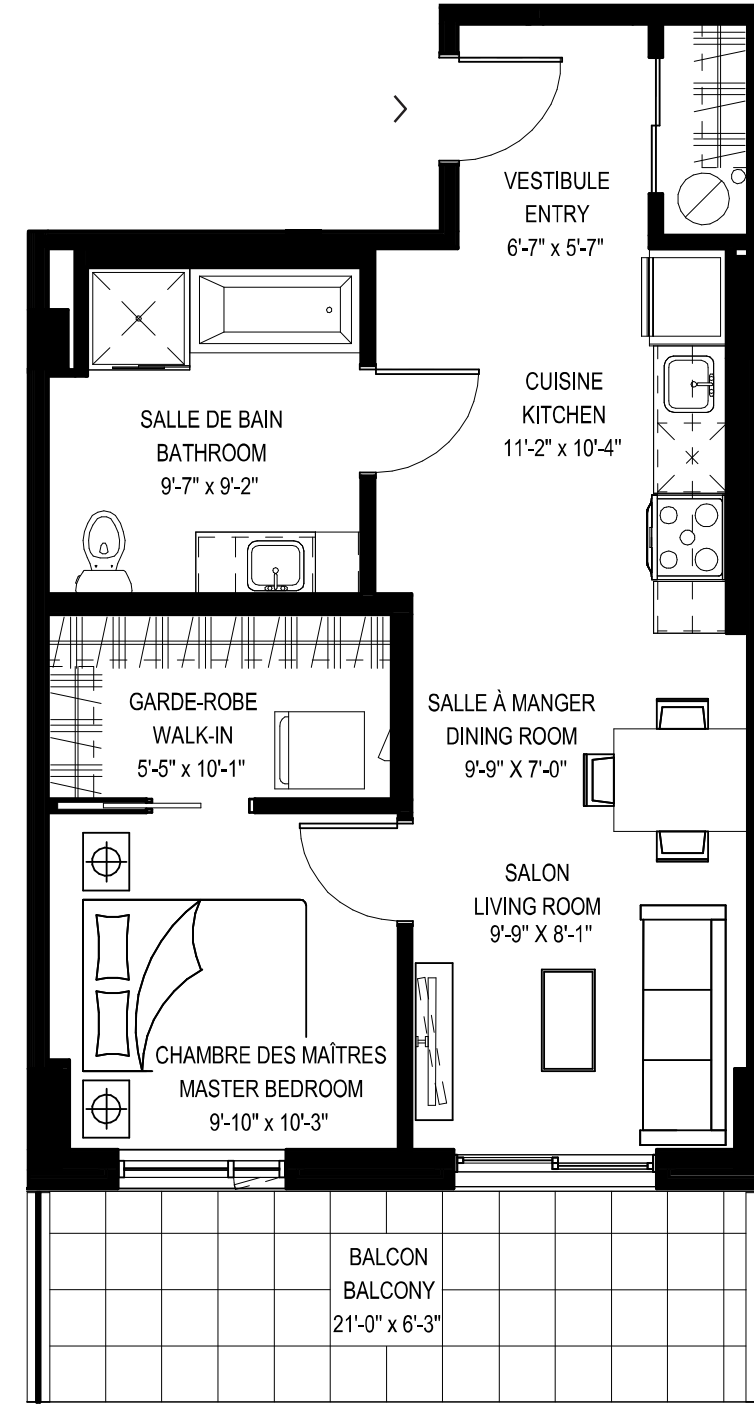 VESTIBULE
ENTRY
6'-7" x 5'-7"
CUISINE
KITCHEN
11'-2" x 10'-4"
SALLE DE BAIN
BATHROOM
9'-7" x 9'-2"
GARDE-ROBE
WALK-IN
5'-5" x 10'-1"
SALLE À MANGER
DINING ROOM
9'-9" X 7'-0"
SALON
LIVING ROOM
9'-9" X 8'-1"
CHAMBRE DES MAÎTRES
MASTER BEDROOM
9'-10" x 10'-3"
BALCON
BALCONY
21'-0" x 6'-3"